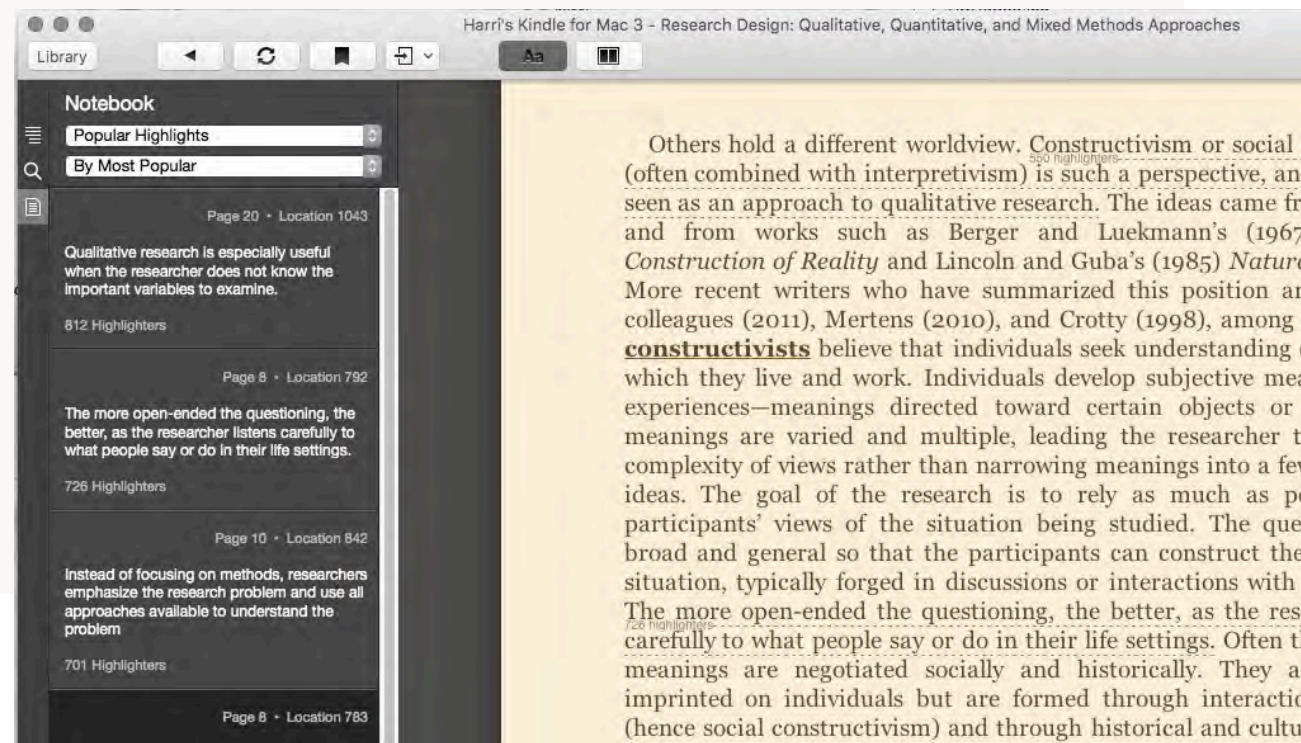 Harri's Kindle for Mac 3 - Research Design: Qualitative, Quantitative, and Mixed Methods Approaches
Library
Aa
Notebook
Popular Highlights
By Most Popular
Page 20 • Location 1043
Qualitative research is especially useful
when the researcher does not know the
important variables to examine.
812 Highlighters
Page 8 • Location 792
The more open-ended the questioning, the
better, as the researcher listens carefully to
what people say or do in their life settings.
726 Highlighters
Page 10 • Location 842
Instead of focusing on methods, researchers
emphasize the research problem and use all
approaches available to understand the
problem
701 Highlighters
Page 8 • Location 783
Others hold a different worldview. Constructivism or social
550 highlighters
(often combined with interpretivism) is such a perspective, an
seen as an approach to qualitative research. The ideas came fr
and from works such as Berger and Luekmann's (1967
Construction of Reality and Lincoln and Guba's (1985) Nature
More recent writers who have summarized this position ar
colleagues (2011), Mertens (2010), and Crotty (1998), among
constructivists believe that individuals seek understanding
which they live and work. Individuals develop subjective mea
experiences—meanings directed toward certain objects or
meanings are varied and multiple, leading the researcher t
complexity of views rather than narrowing meanings into a few
ideas. The goal of the research is to rely as much as po
participants' views of the situation being studied. The que
broad and general so that the participants can construct the
situation, typically forged in discussions or interactions with
The more open-ended the questioning, the better, as the res
726 highlighters
carefully to what people say or do in their life settings. Often t
meanings are negotiated socially and historically. They a
imprinted on individuals but are formed through interactio
(hence social constructivism) and through historical and cultu